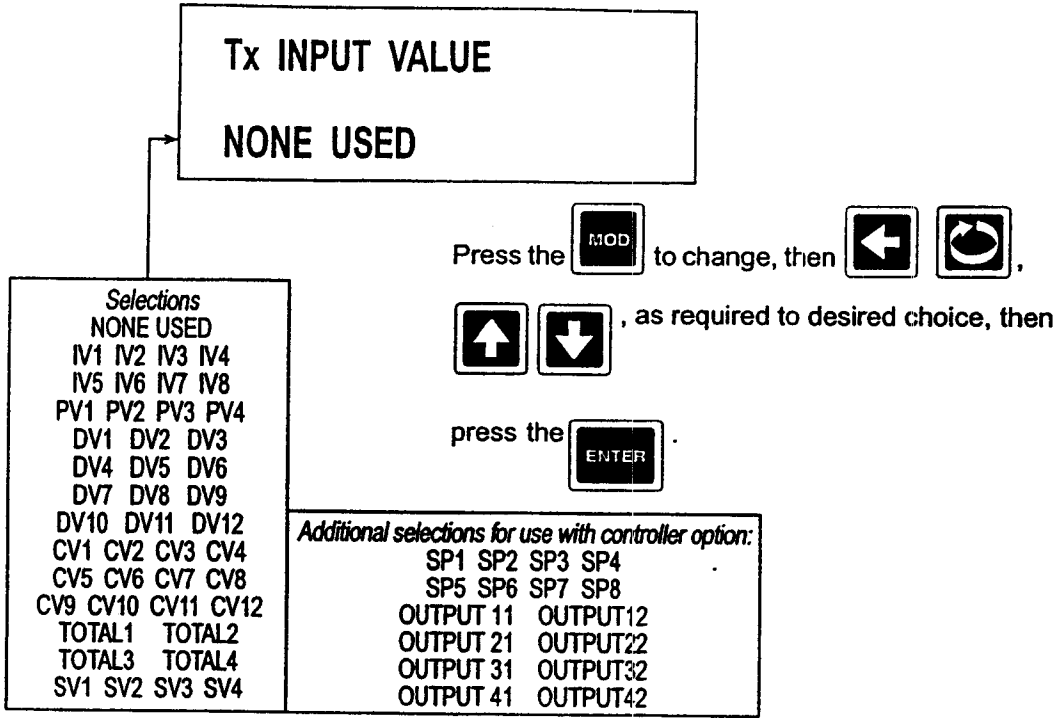 Tx INPUT VALUE
NONE USED
Press the MOD to change, then ,
, as required to desired choice, then
press the ENTER .
Selections
NONE USED
IV1 IV2 IV3 IV4
IV5 IV6 IV7 IV8
PV1 PV2 PV3 PV4
DV1 DV2 DV3
DV4 DV5 DV6
DV7 DV8 DV9
DV10 DV11 DV12
CV1 CV2 CV3 CV4
CV5 CV6 CV7 CV8
CV9 CV10 CV11 CV12
TOTAL1 TOTAL2
TOTAL3 TOTAL4
SV1 SV2 SV3 SV4
Additional selections for use with controller option:
SP1 SP2 SP3 SP4
SP5 SP6 SP7 SP8
OUTPUT 11 OUTPUT12
OUTPUT 21 OUTPUT22
OUTPUT 31 OUTPUT32
OUTPUT 41 OUTPUT42